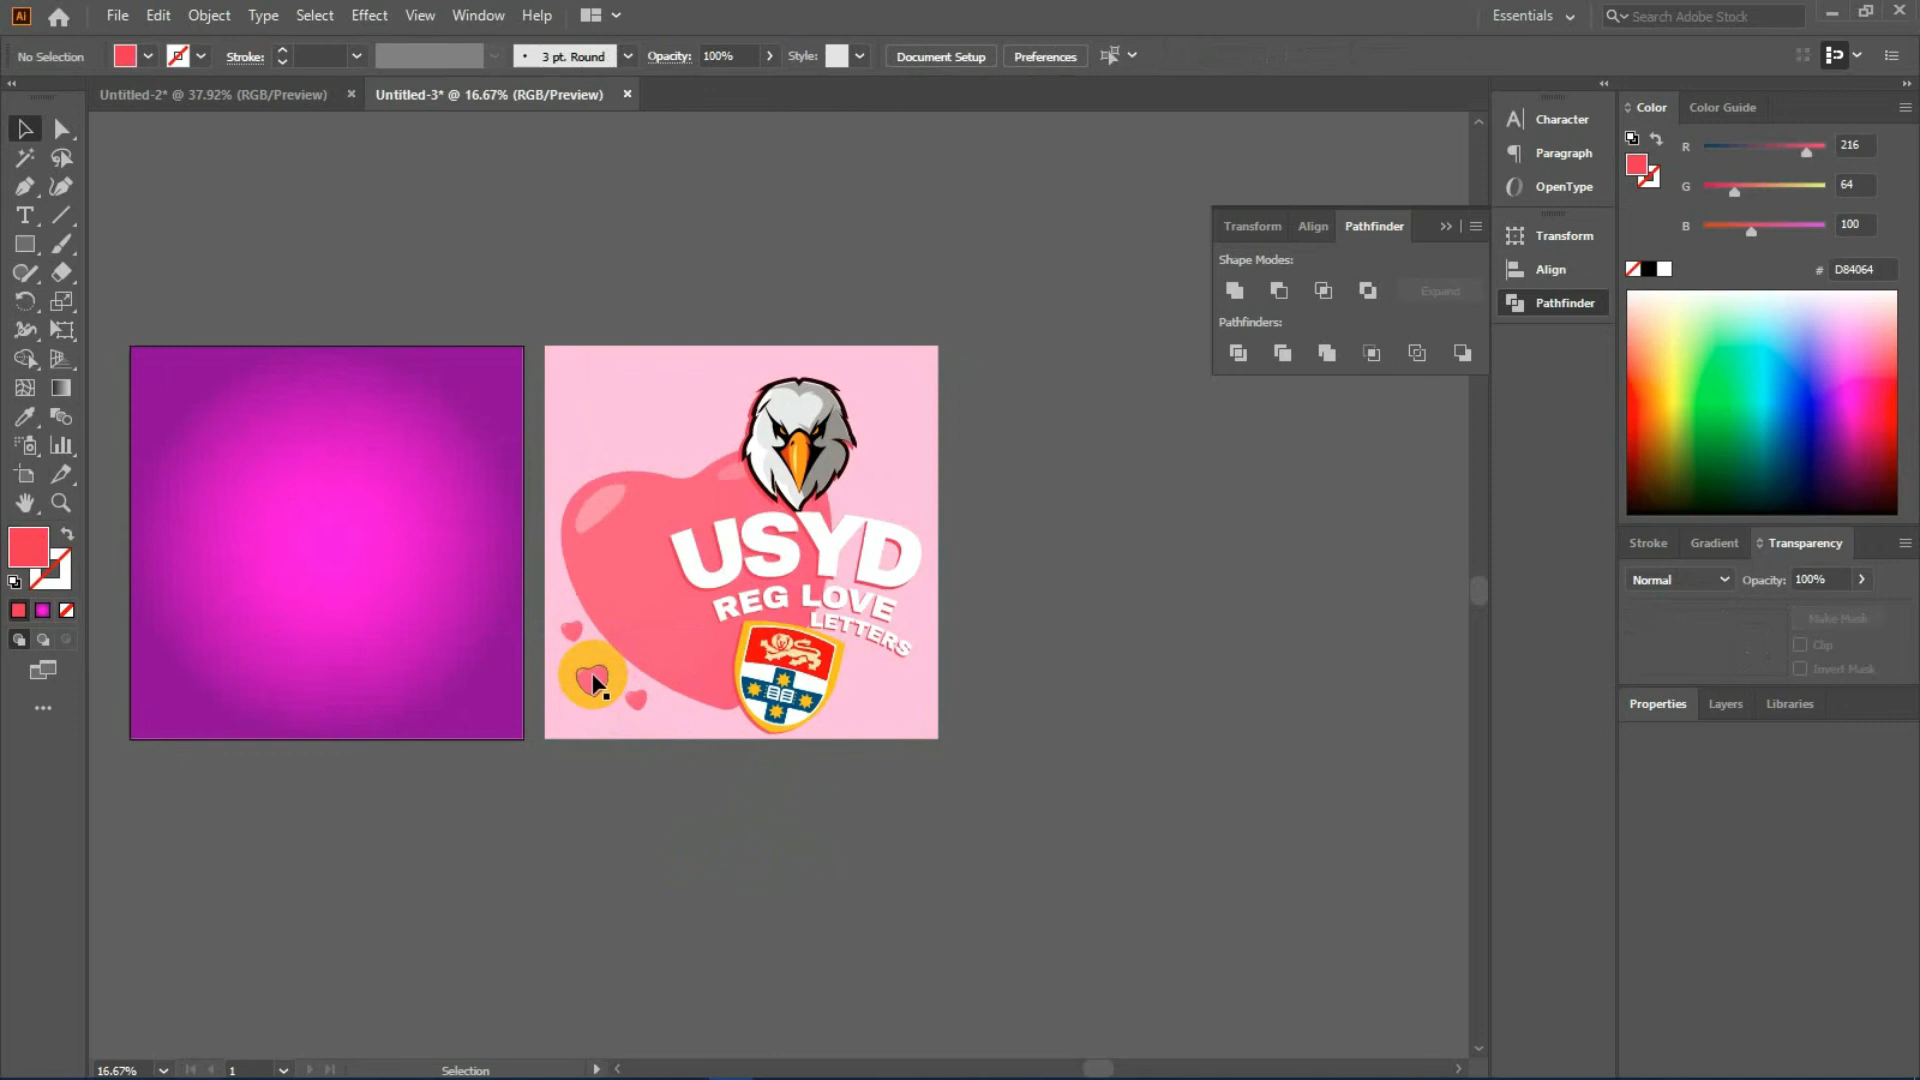 Ai File Edit Object Type Select Effect View Window Help Essentials Search Adobe Stock
No Selection Stroke: 3 pt. Round Opacity: 100% Style: Document Setup Preferences
Untitled-2* @ 37.92% (RGB/Preview) × Untitled-3* @ 16.67% (RGB/Preview) ×
Character
Paragraph
OpenType
Transform
Align
Pathfinder
Transform Align Pathfinder
Shape Modes:
Expand
Pathfinders:
Color Color Guide
R 216
G 64
B 100
# D84064
USYD
REG LOVE
LETTERS
Stroke Gradient Transparency
Normal Opacity: 100%
Make Mask
Clip
Invert Mask
Properties Layers Libraries
16.67% 1 Selection